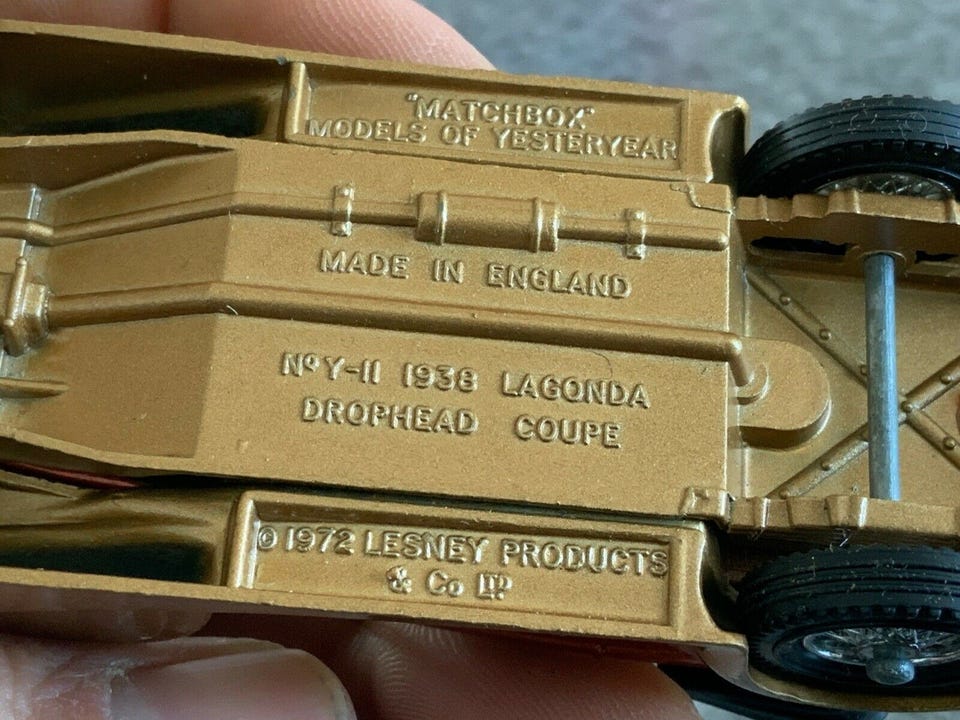 "MATCHBOX"
MODELS OF YESTERYEAR
MADE IN ENGLAND
Nº Y-11 1938 LAGONDA
DROPHEAD COUPE
© 1972 LESNEY PRODUCTS
& Co LTD